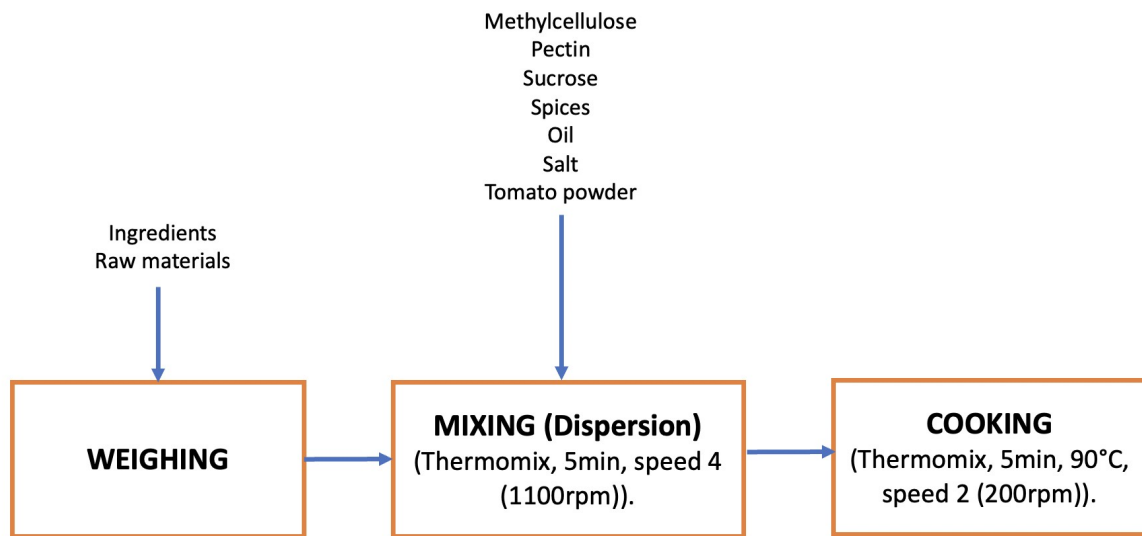 Methylcellulose
Pectin
Sucrose
Spices
Oil
Salt
Tomato powder
Ingredients
Raw materials
WEIGHING
MIXING (Dispersion)
(Thermomix, 5min, speed 4
(1100rpm)).
COOKING
(Thermomix, 5min, 90°C,
speed 2 (200rpm)).